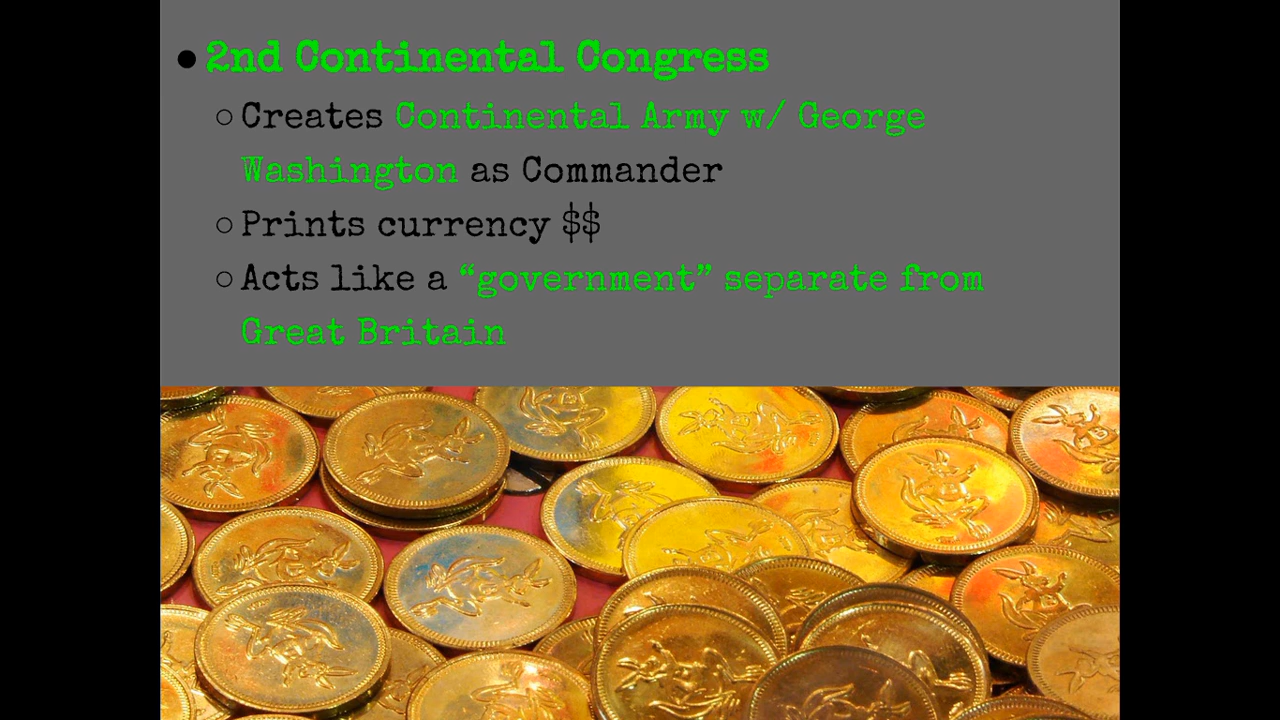 ● 2nd Continental Congress
○ Creates Continental Army w/ George
Washington as Commander
○ Prints currency $$
○ Acts like a “government” separate from
Great Britain